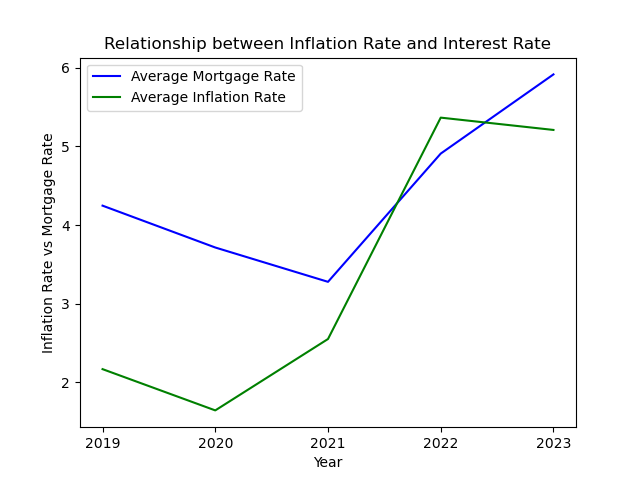 Relationship between Inflation Rate and Interest Rate
Average Mortgage Rate
Average Inflation Rate
Inflation Rate vs Mortgage Rate
6
5
4
3
2
2019 2020 2021 2022 2023
Year